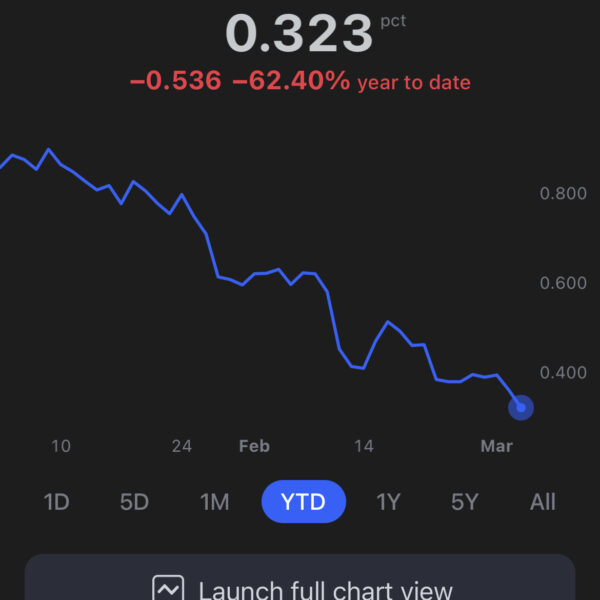 0.323 pct
−0.536 −62.40% year to date
0.800
0.600
0.400
10 24 Feb 14 Mar
1D 5D 1M YTD 1Y 5Y All
Launch full chart view